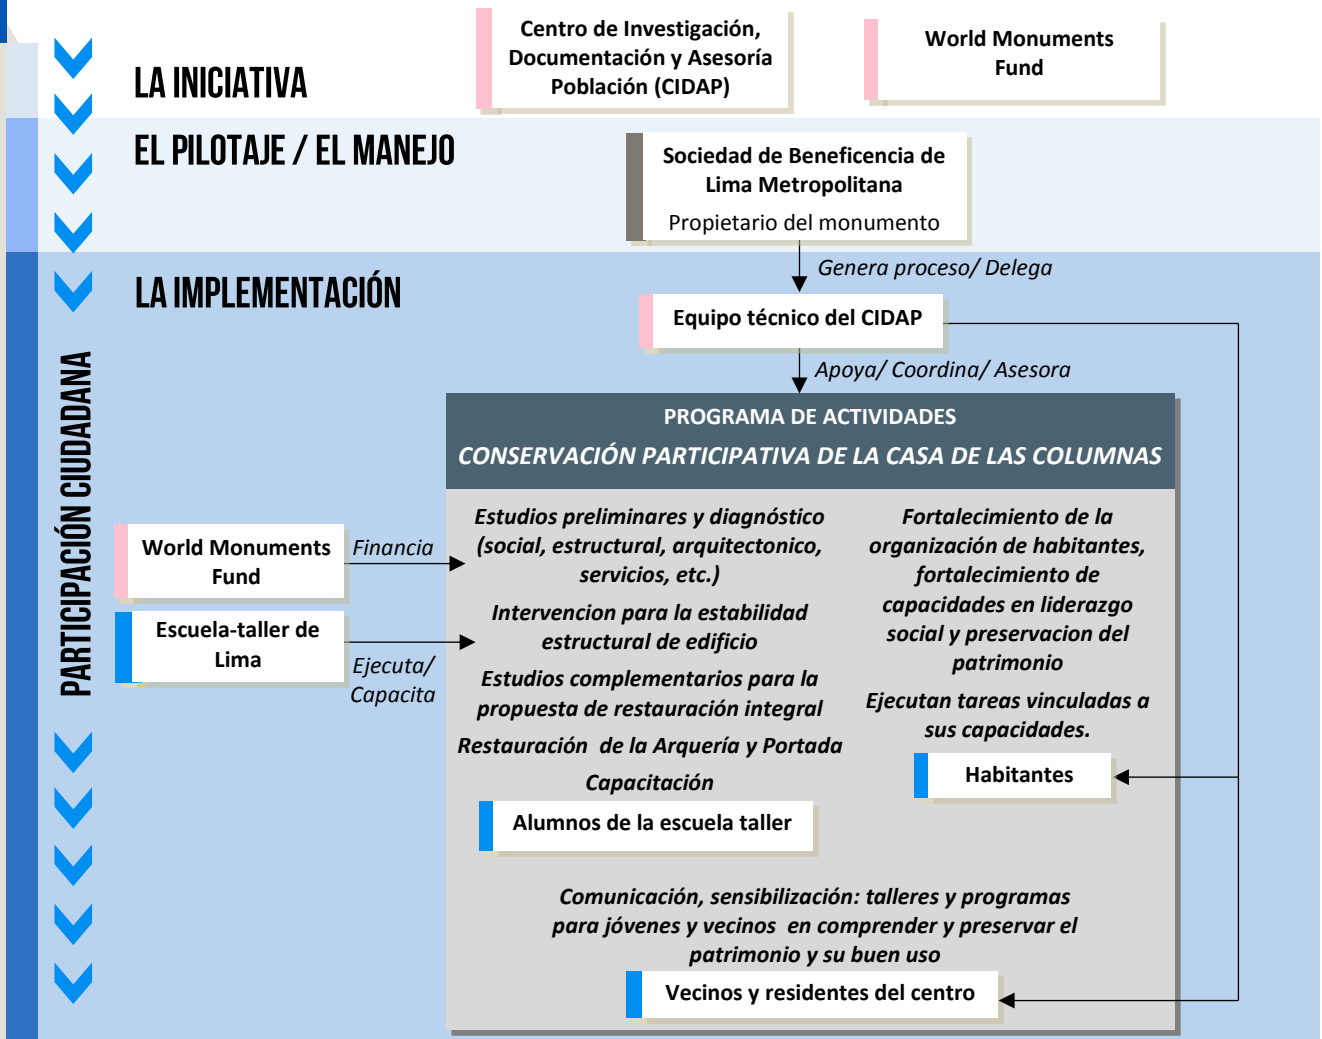 Centro de Investigación,
Documentación y Asesoría
Población (CIDAP)
World Monuments
Fund
LA INICIATIVA
EL PILOTAJE / EL MANEJO
Sociedad de Beneficencia de
Lima Metropolitana
Propietario del monumento
Genera proceso/ Delega
LA IMPLEMENTACIÓN
Equipo técnico del CIDAP
Apoya/ Coordina/ Asesora
PARTICIPACIÓN CIUDADANA
PROGRAMA DE ACTIVIDADES
CONSERVACIÓN PARTICIPATIVA DE LA CASA DE LAS COLUMNAS
World Monuments
Fund
Financia
Escuela-taller de
Lima
Ejecuta/
Capacita
Estudios preliminares y diagnóstico
(social, estructural, arquitectonico,
servicios, etc.)
Intervencion para la estabilidad
estructural de edificio
Estudios complementarios para la
propuesta de restauración integral
Restauración  de la Arquería y Portada
Capacitación
Alumnos de la escuela taller
Fortalecimiento de la
organización de habitantes,
fortalecimiento de
capacidades en liderazgo
social y preservacion del
patrimonio
Ejecutan tareas vinculadas a
sus capacidades.
Habitantes
Comunicación, sensibilización: talleres y programas
para jóvenes y vecinos  en comprender y preservar el
patrimonio y su buen uso
Vecinos y residentes del centro